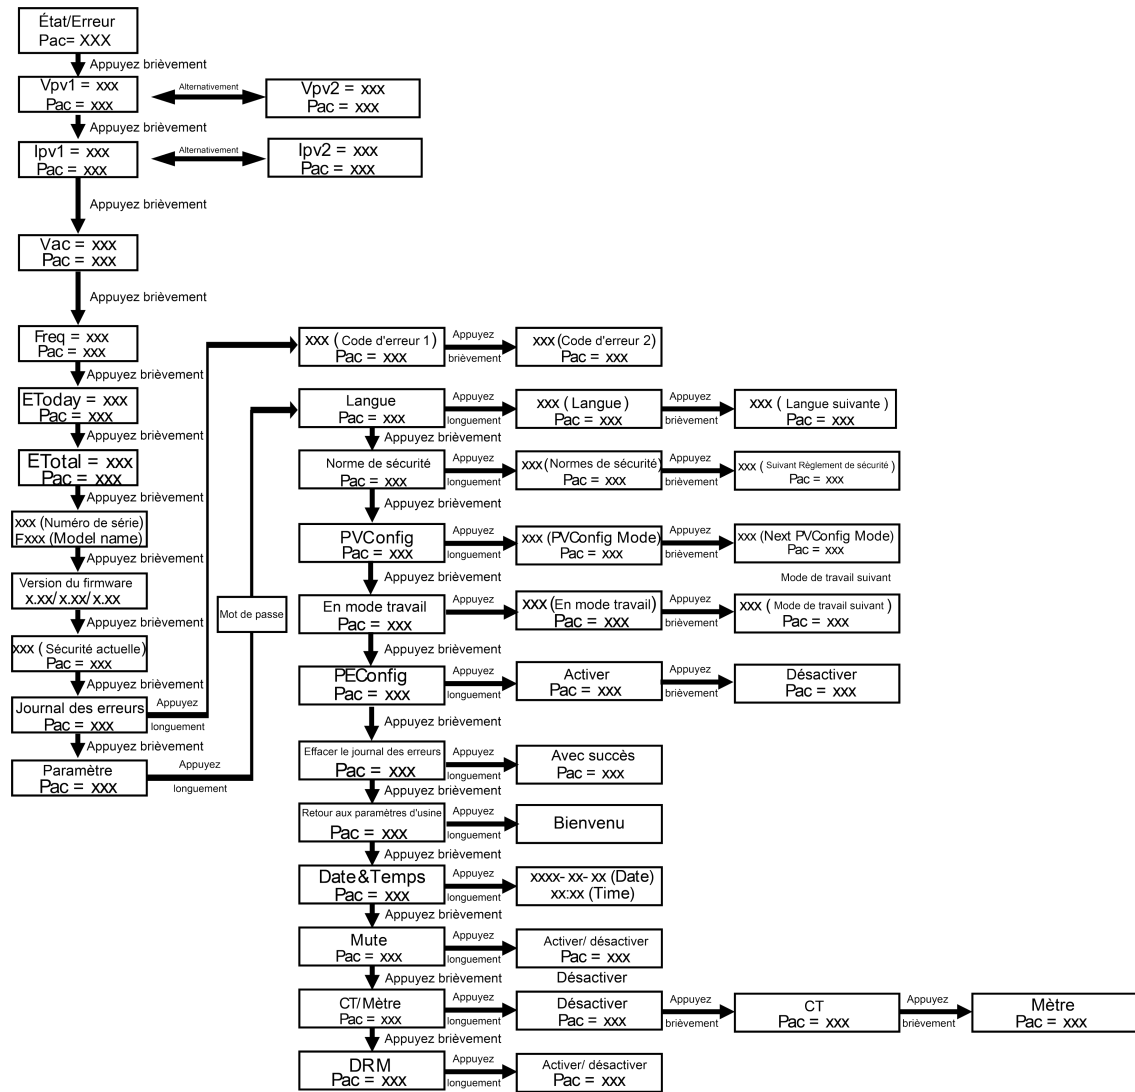 État/Erreur
Pac= XXX
Appuyez brièvement
Vpv1 = xxx
Pac = xxx
Alternativement
Vpv2 = xxx
Pac = xxx
Appuyez brièvement
Ipv1 = xxx
Pac = xxx
Alternativement
Ipv2 = xxx
Pac = xxx
Appuyez brièvement
Vac = xxx
Pac = xxx
Appuyez brièvement
Freq = xxx
Pac = xxx
Appuyez brièvement
EToday = xxx
Pac = xxx
Appuyez brièvement
ETotal = xxx
Pac = xxx
Appuyez brièvement
xxx (Numéro de série)
Fxxx (Model name)
Appuyez brièvement
Version du firmware
x.xx/x.xx/x.xx
Appuyez brièvement
xxx (Sécurité actuelle)
Pac = xxx
Appuyez brièvement
Journal des erreurs
Pac = xxx
Appuyez
longuement
Appuyez brièvement
Paramètre
Pac = xxx
Appuyez
longuement
Mot de passe
xxx (Code d'erreur 1)
Pac = xxx
Appuyez
brièvement
xxx (Code d'erreur 2)
Pac = xxx
Langue
Pac = xxx
Appuyez
longuement
xxx (Langue)
Pac = xxx
Appuyez
brièvement
xxx (Langue suivante)
Pac = xxx
Appuyez brièvement
Norme de sécurité
Pac = xxx
Appuyez
longuement
xxx (Normes de sécurité)
Pac = xxx
Appuyez
brièvement
xxx (Suivant Règlement de sécurité)
Pac = xxx
Appuyez brièvement
PVConfig
Pac = xxx
Appuyez
longuement
xxx (PVConfig Mode)
Pac = xxx
Appuyez
brièvement
xxx (Next PVConfig Mode)
Pac = xxx
Mode de travail suivant
Appuyez brièvement
En mode travail
Pac = xxx
Appuyez
longuement
xxx (En mode travail)
Pac = xxx
Appuyez
brièvement
xxx (Mode de travail suivant)
Pac = xxx
Appuyez brièvement
PEConfig
Pac = xxx
Appuyez
longuement
Activer
Pac = xxx
Appuyez
brièvement
Désactiver
Pac = xxx
Appuyez brièvement
Effacer le journal des erreurs
Pac = xxx
Appuyez
longuement
Avec succès
Pac = xxx
Appuyez brièvement
Retour aux paramètres d'usine
Pac = xxx
Appuyez
longuement
Bienvenu
Appuyez brièvement
Date&Temps
Pac = xxx
Appuyez
longuement
xxxx-xx-xx (Date)
xx:xx (Time)
Appuyez brièvement
Mute
Pac = xxx
Appuyez
longuement
Activer/ désactiver
Pac = xxx
Appuyez brièvement
Désactiver
CT/Mètre
Pac = xxx
Appuyez
longuement
Désactiver
Pac = xxx
Appuyez
brièvement
CT
Pac = xxx
Appuyez
brièvement
Mètre
Pac = xxx
Appuyez brièvement
DRM
Pac = xxx
Appuyez
longuement
Activer/ désactiver
Pac = xxx